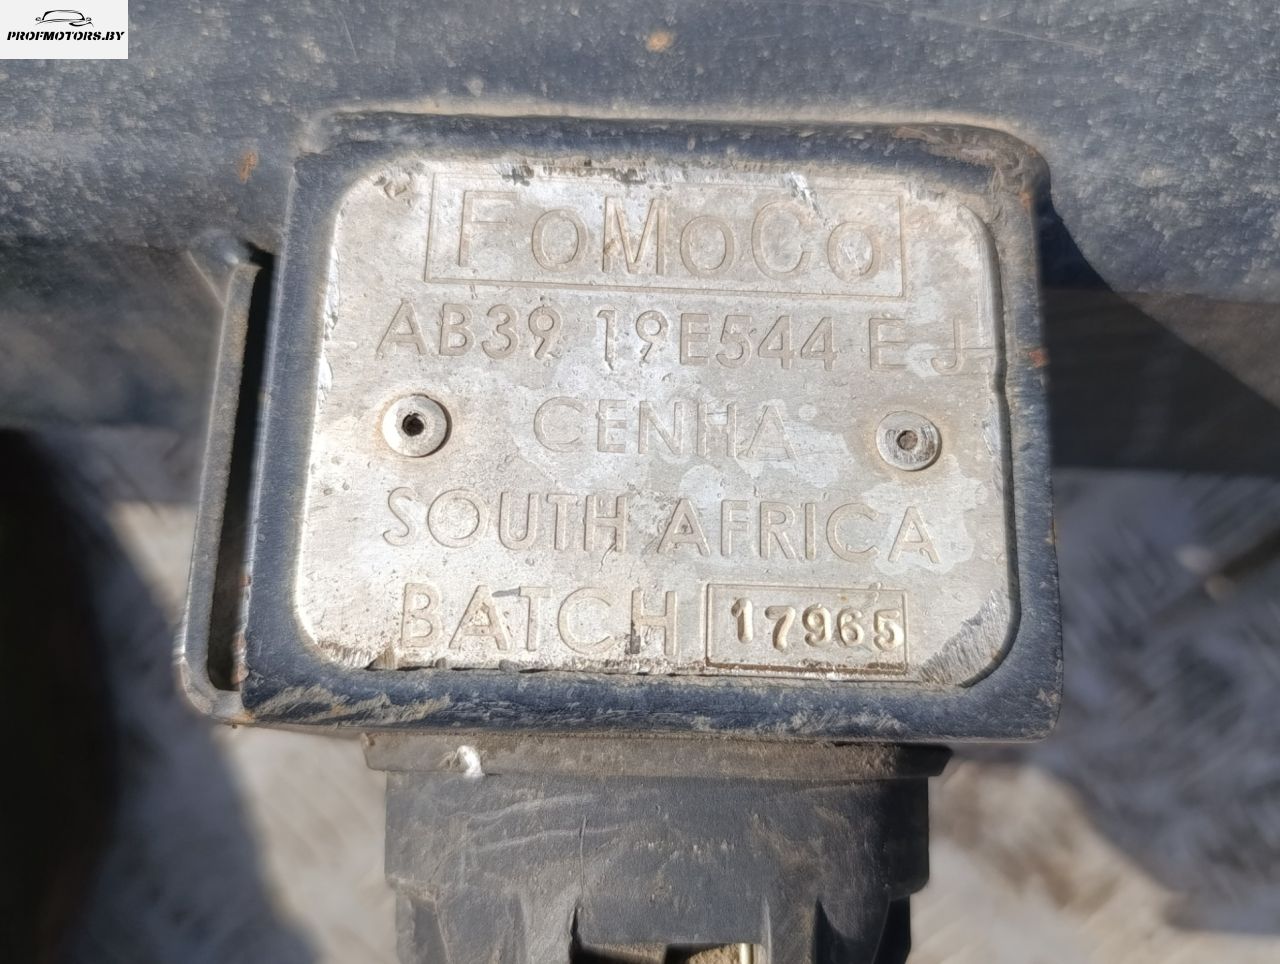 PROFMOTORS.BY
FoMoCo
AB39 19E544 EJ
CENHA
SOUTH AFRICA
BATCH 17965